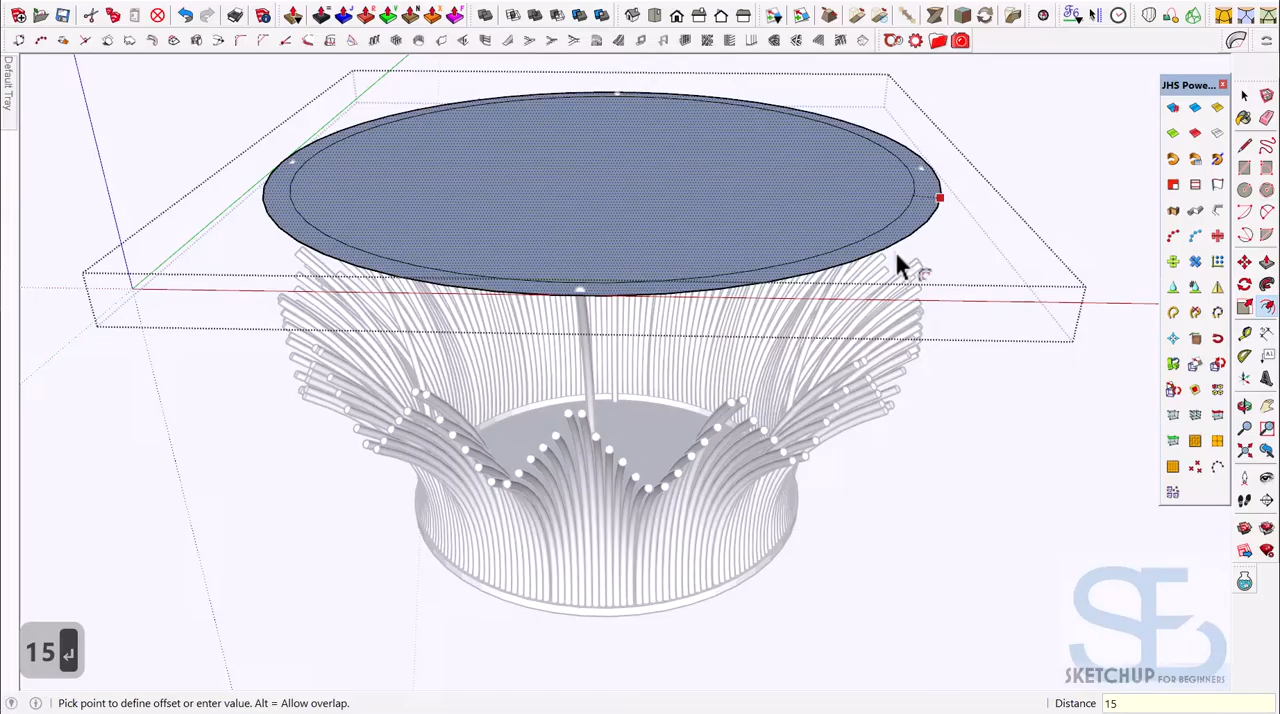 Default Tray
JHS Powe...
15
SKETCHUP FOR BEGINNERS
Pick point to define offset or enter value. Alt = Allow overlap.
Distance 15